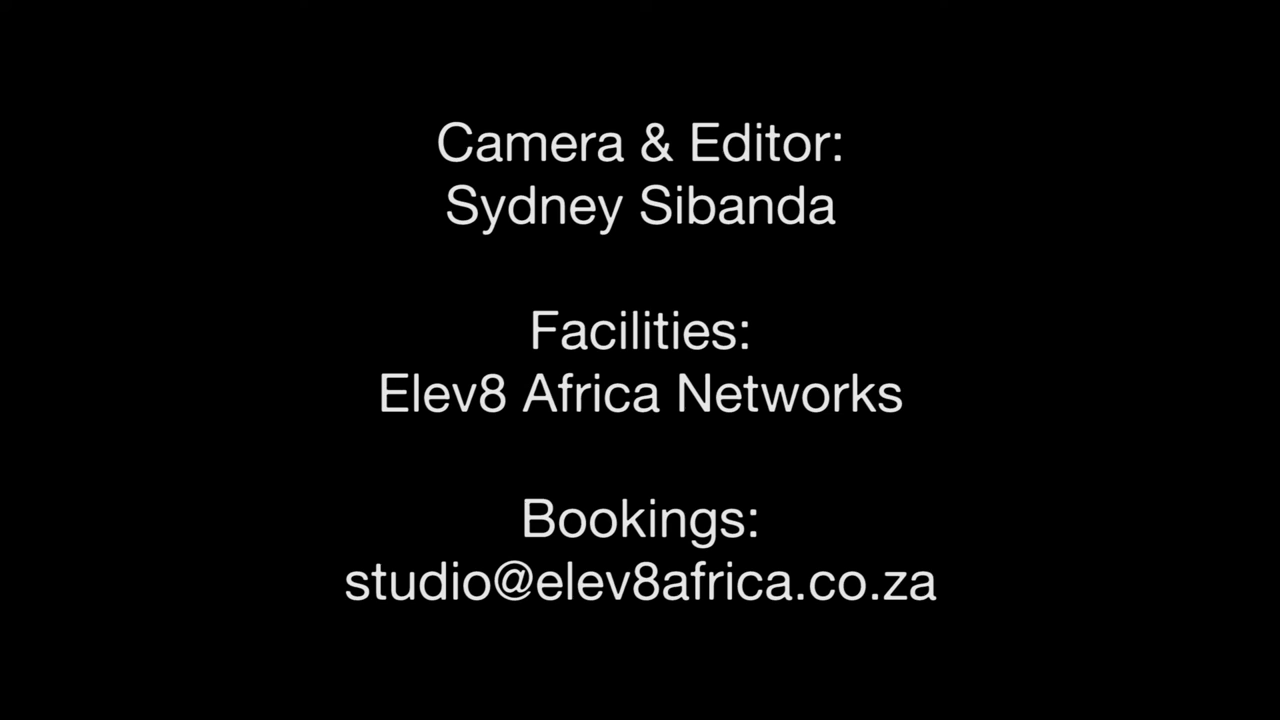 Camera & Editor:
Sydney Sibanda
Facilities:
Elev8 Africa Networks
Bookings:
studio@elev8africa.co.za